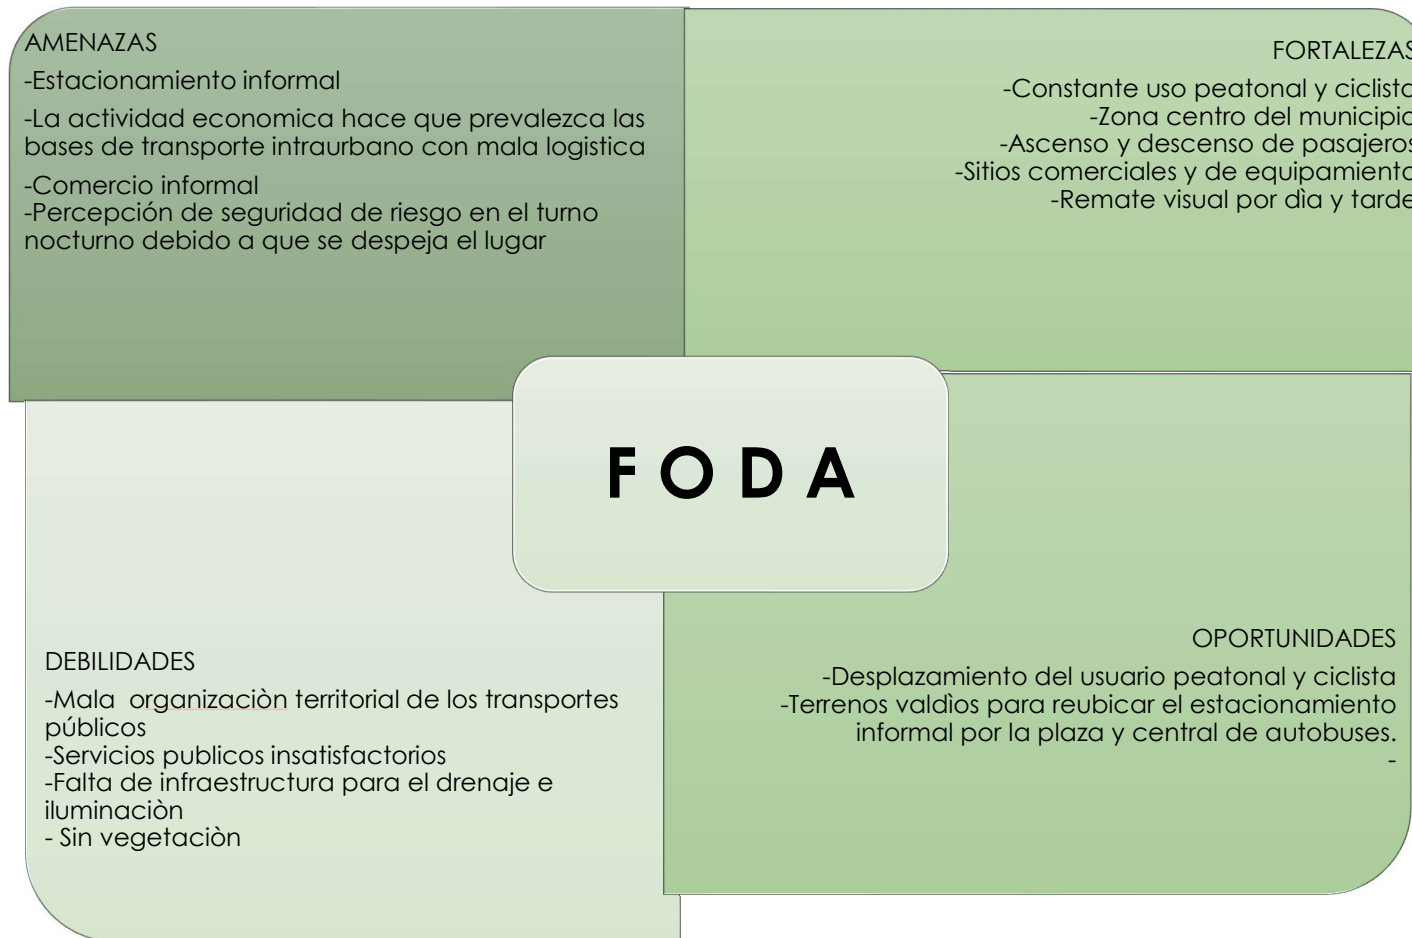 AMENAZAS
-Estacionamiento informal
-La actividad economica hace que prevalezca las
bases de transporte intraurbano con mala logistica
-Comercio informal
-Percepción de seguridad de riesgo en el turno
nocturno debido a que se despeja el lugar
FORTALEZAS
-Constante uso peatonal y ciclista
-Zona centro del municipio
-Ascenso y descenso de pasajeros
-Sitios comerciales y de equipamiento
-Remate visual por dìa y tarde
F O D A
DEBILIDADES
-Mala  organizaciòn territorial de los transportes
públicos
-Servicios publicos insatisfactorios
-Falta de infraestructura para el drenaje e
iluminaciòn
- Sin vegetaciòn
OPORTUNIDADES
-Desplazamiento del usuario peatonal y ciclista
-Terrenos valdìos para reubicar el estacionamiento
informal por la plaza y central de autobuses.
-